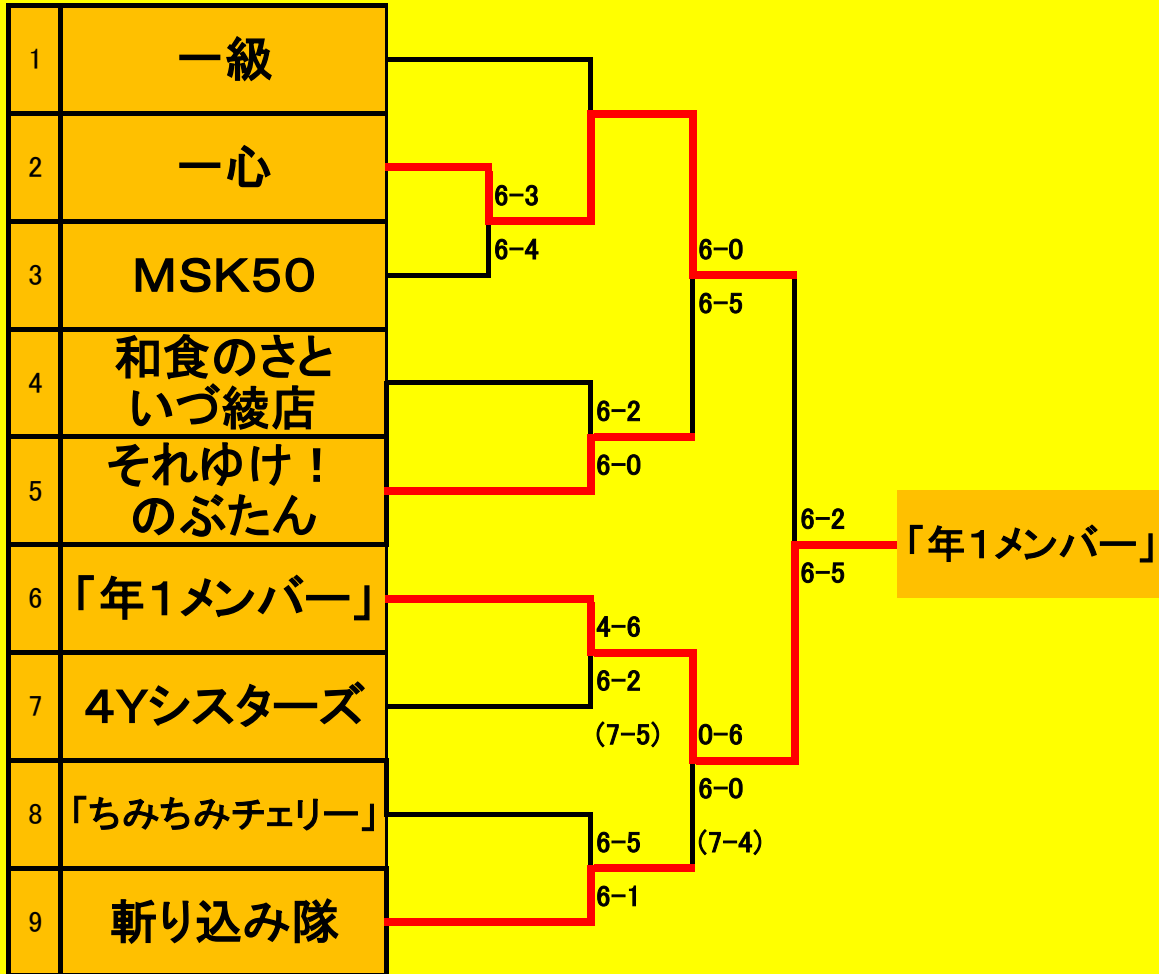 1 一級
2 一心
6-3
6-4
3 MSK50
6-0
6-5
4 和食のさと
いづ綾店
6-2
6-0
5 それゆけ！
のぶたん
6-2
6-5
「年１メンバー」
6 「年１メンバー」
4-6
6-2
(7-5)
7 4Yシスターズ
0-6
6-0
(7-4)
8 「ちみちみチェリー」
6-5
6-1
9 斬り込み隊